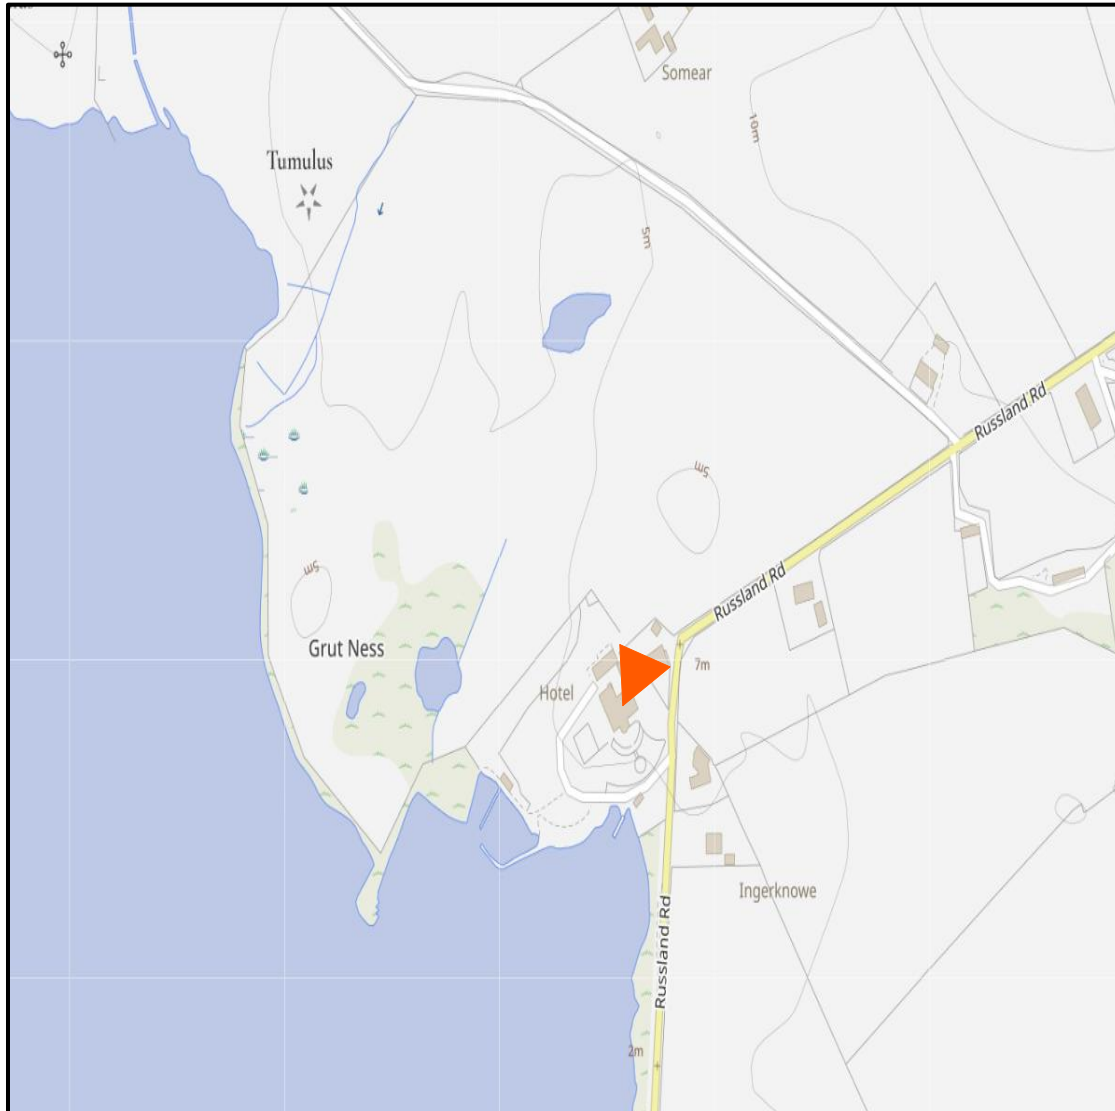 Somear
10m
Tumulus
5m
Russland Rd
5m
5m
Russland Rd
Grut Ness
7m
Hotel
Ingerknowe
Russland Rd
2m